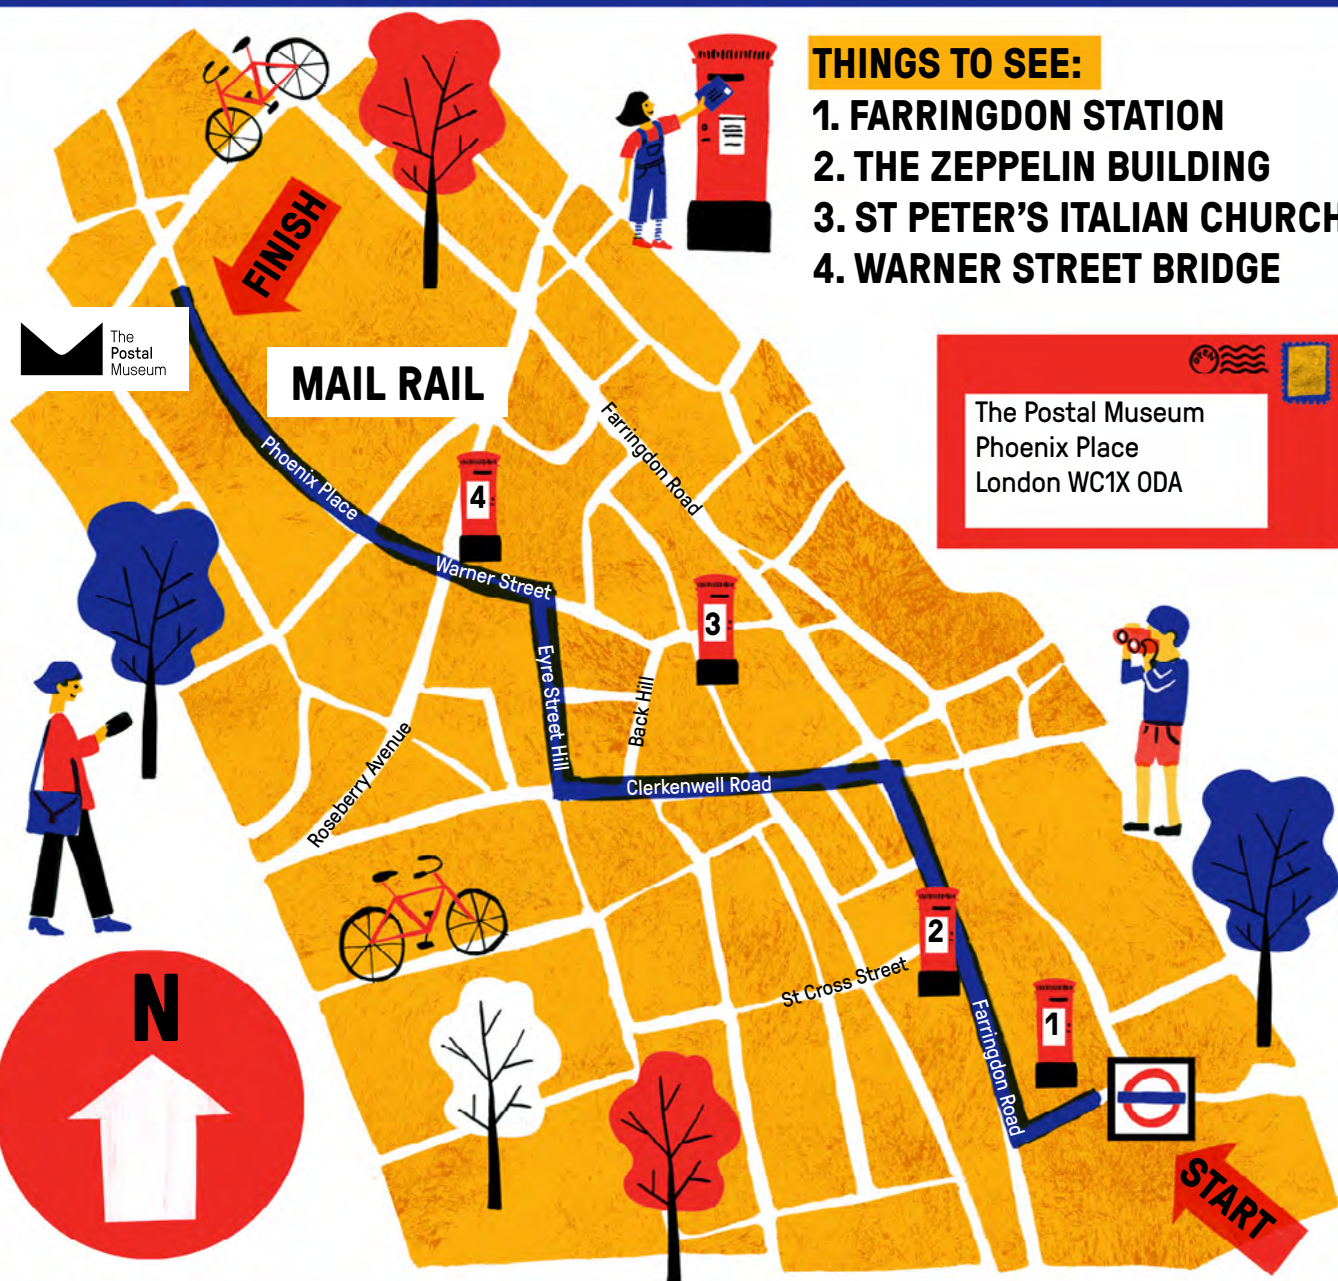 THINGS TO SEE:
1. FARRINGDON STATION
2. THE ZEPPELIN BUILDING
3. ST PETER'S ITALIAN CHURCH
4. WARNER STREET BRIDGE
FINISH
The
Postal
Museum
MAIL RAIL
OPEN
The Postal Museum
Phoenix Place
London WC1X 0DA
Farringdon Road
Phoenix Place
4
Warner Street
3
Eyre Street Hill
Back Hill
Roseberry Avenue
Clerkenwell Road
2
St Cross Street
N
Farringdon Road
1
START